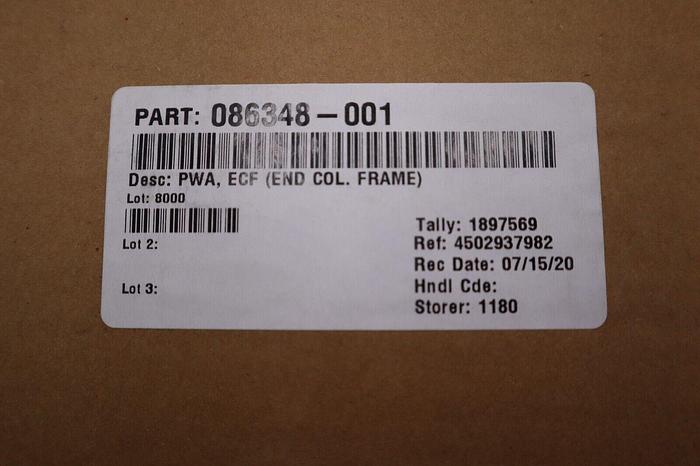 PART: 086348-001
Desc: PWA, ECF (END COL. FRAME)
Lot: 8000
Lot 2:
Lot 3:
Tally: 1897569
Ref: 4502937982
Rec Date: 07/15/20
Hndl Cde:
Storer: 1180